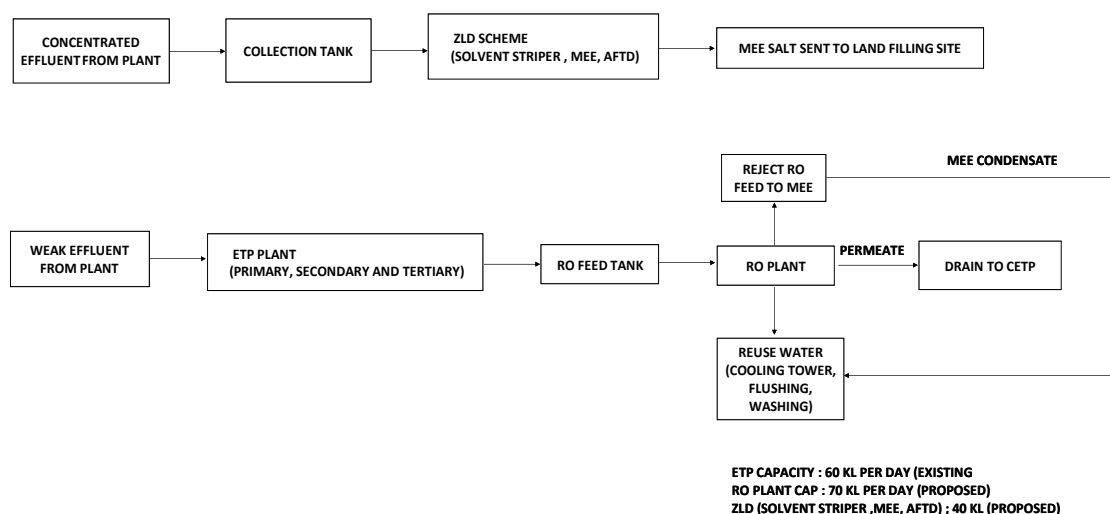 CONCENTRATED
EFFLUENT FROM PLANT
COLLECTION TANK
ZLD SCHEME
(SOLVENT STRIPER , MEE, AFTD)
MEE SALT SENT TO LAND FILLING SITE
REJECT RO
FEED TO MEE
MEE CONDENSATE
WEAK EFFLUENT
FROM PLANT
ETP PLANT
(PRIMARY, SECONDARY AND TERTIARY)
RO FEED TANK
RO PLANT
PERMEATE
DRAIN TO CETP
REUSE WATER
(COOLING TOWER,
FLUSHING,
WASHING)
ETP CAPACITY : 60 KL PER DAY (EXISTING
RO PLANT CAP : 70 KL PER DAY (PROPOSED)
ZLD (SOLVENT STRIPER ,MEE, AFTD) ; 40 KL (PROPOSED)